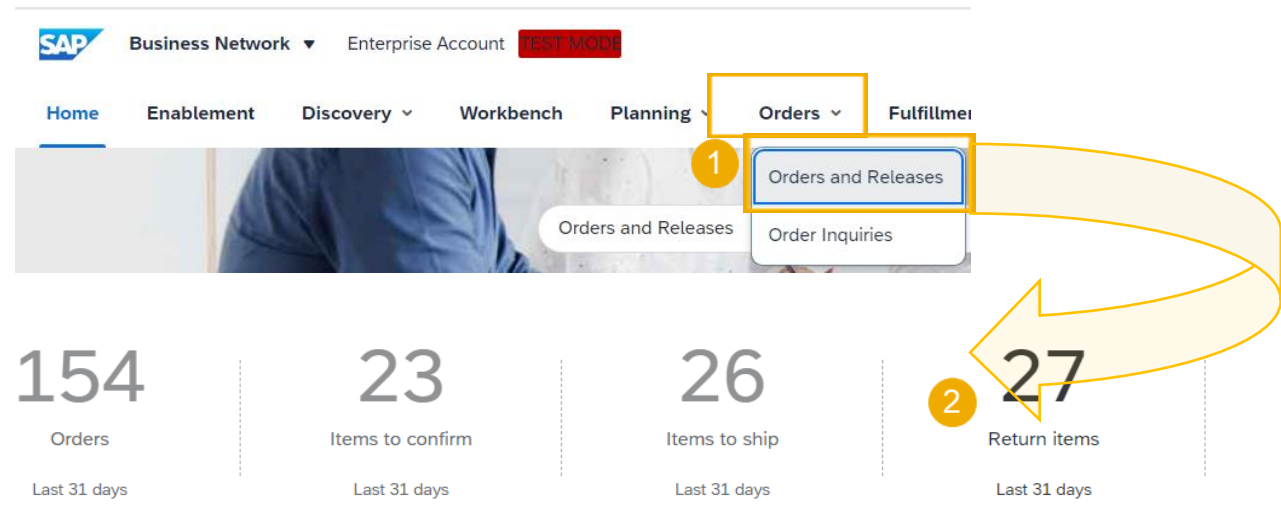 SAP Business Network Enterprise Account TEST MODE
Home Enablement Discovery Workbench Planning Orders Fulfillmen
1
Orders and Releases
Orders and Releases
Order Inquiries
154 23 26 27
2
Orders Items to confirm Items to ship Return items
Last 31 days Last 31 days Last 31 days Last 31 days